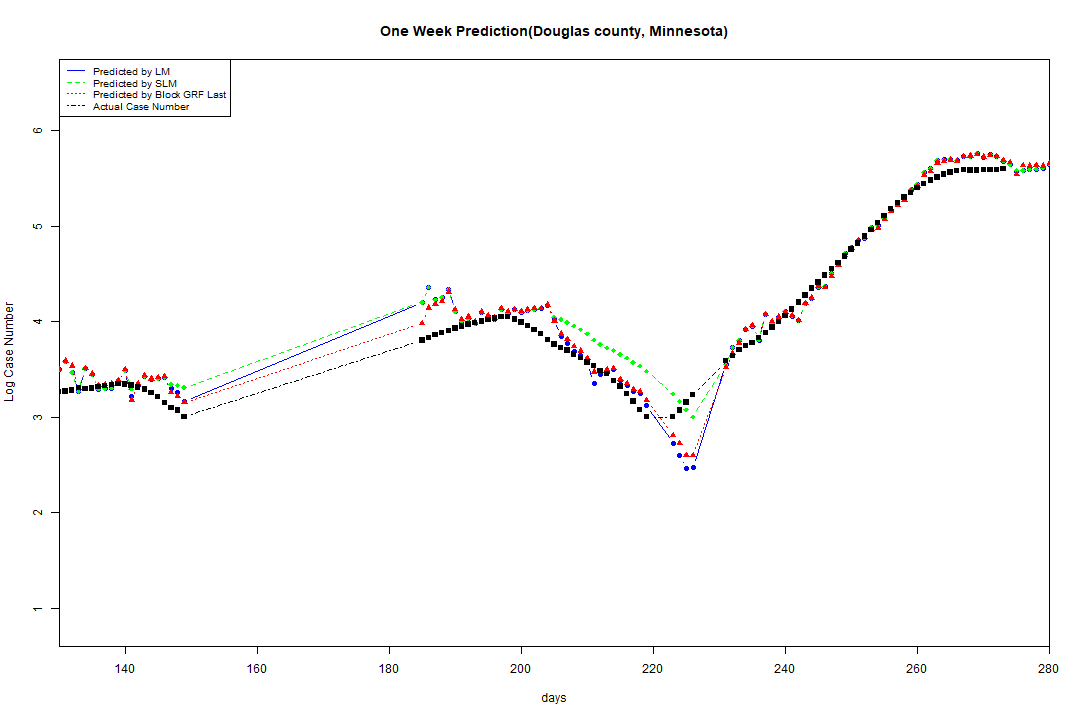 One Week Prediction(Douglas county, Minnesota)
Predicted by LM
Predicted by SLM
Predicted by Block GRF Last
Actual Case Number
Log Case Number
6
5
4
3
2
1
140 160 180 200 220 240 260 280
days